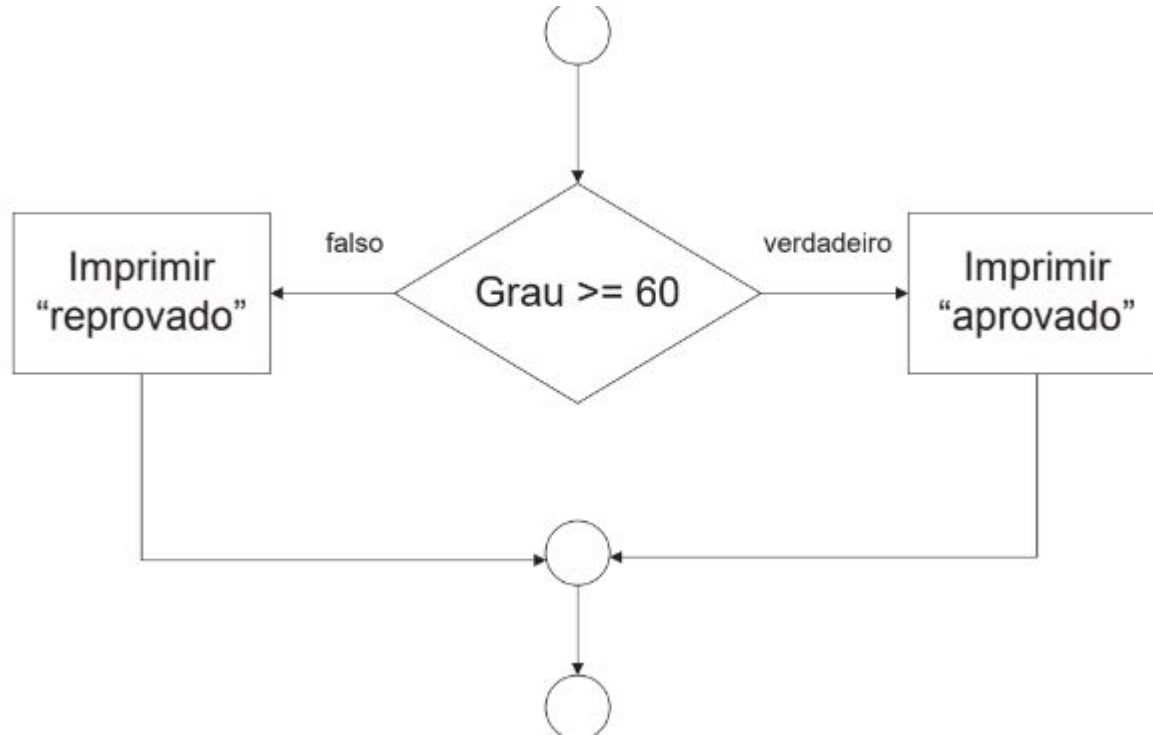 falso
verdadeiro
Imprimir
“reprovado”
Grau >= 60
Imprimir
“aprovado”